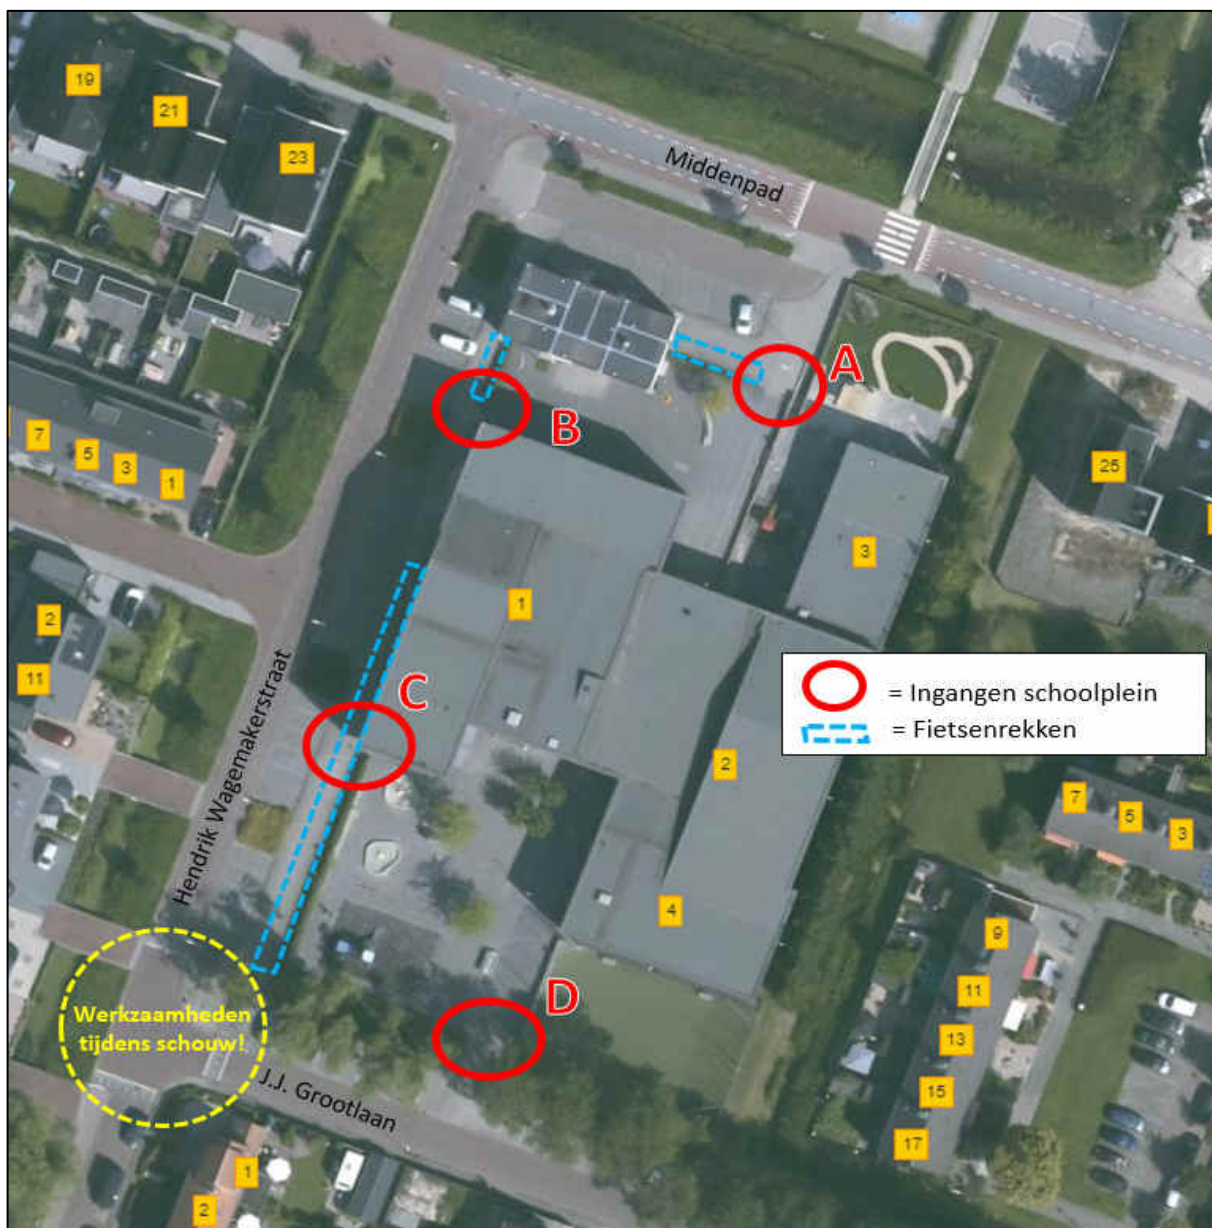 19
21
23
Middenpad
A
B
7
5
3
1
25
3
1
2
11
C
Hendrik Wagemakerstraat
= Ingangen schoolplein
= Fietsenrekken
2
7
5
3
4
9
11
13
15
17
D
Werkzaamheden
tijdens schouw!
J.J. Grootlaan
1
2